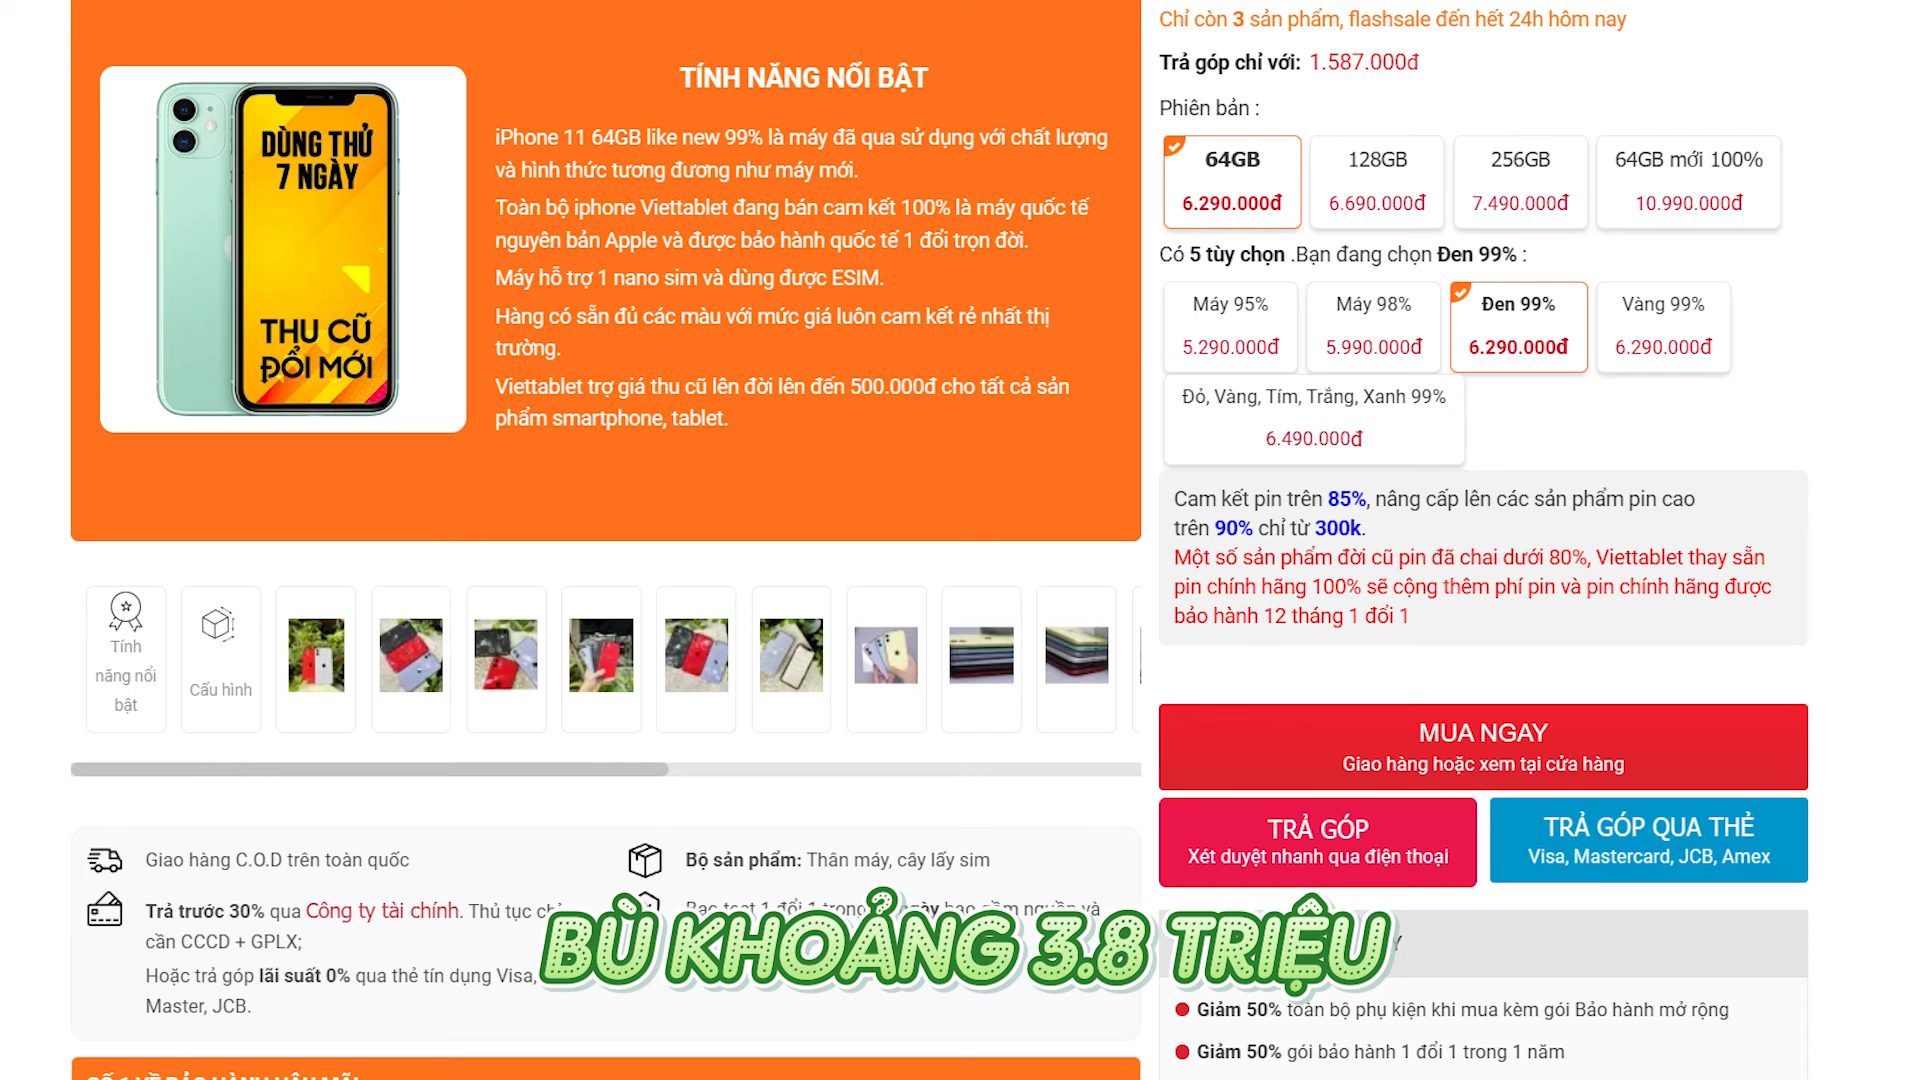 DÙNG THỬ
7 NGÀY
THU CŨ
ĐỔI MỚI
TÍNH NĂNG NỔI BẬT
iPhone 11 64GB like new 99% là máy đã qua sử dụng với chất lượng
và hình thức tương đương như máy mới.
Toàn bộ iphone Viettablet đang bán cam kết 100% là máy quốc tế
nguyên bản Apple và được bảo hành quốc tế 1 đổi trọn đời.
Máy hỗ trợ 1 nano sim và dùng được ESIM.
Hàng có sẵn đủ các màu với mức giá luôn cam kết rẻ nhất thị
trường.
Viettablet trợ giá thu cũ lên đời lên đến 500.000đ cho tất cả sản
phẩm smartphone, tablet.
Tính
năng nổi
bật
Cấu hình
Giao hàng C.O.D trên toàn quốc
Trả trước 30% qua Công ty tài chính. Thủ tục chỉ
cần CCCD + GPLX;
Hoặc trả góp lãi suất 0% qua thẻ tín dụng Visa,
Master, JCB.
Bộ sản phẩm: Thân máy, cây lấy sim
Chỉ còn 3 sản phẩm, flashsale đến hết 24h hôm nay
Trả góp chỉ với: 1.587.000đ
Phiên bản :
64GB
6.290.000đ
128GB
6.690.000đ
256GB
7.490.000đ
64GB mới 100%
10.990.000đ
Có 5 tùy chọn .Bạn đang chọn Đen 99% :
Máy 95%
5.290.000đ
Máy 98%
5.990.000đ
Đen 99%
6.290.000đ
Vàng 99%
6.290.000đ
Đỏ, Vàng, Tím, Trắng, Xanh 99%
6.490.000đ
Cam kết pin trên 85%, nâng cấp lên các sản phẩm pin cao
trên 90% chỉ từ 300k.
Một số sản phẩm đời cũ pin đã chai dưới 80%, Viettablet thay sẵn
pin chính hãng 100% sẽ cộng thêm phí pin và pin chính hãng được
bảo hành 12 tháng 1 đổi 1
MUA NGAY
Giao hàng hoặc xem tại cửa hàng
TRẢ GÓP
Xét duyệt nhanh qua điện thoại
TRẢ GÓP QUA THẺ
Visa, Mastercard, JCB, Amex
BÙ KHOẢNG 3.8 TRIỆU
Giảm 50% toàn bộ phụ kiện khi mua kèm gói Bảo hành mở rộng
Giảm 50% gói bảo hành 1 đổi 1 trong 1 năm